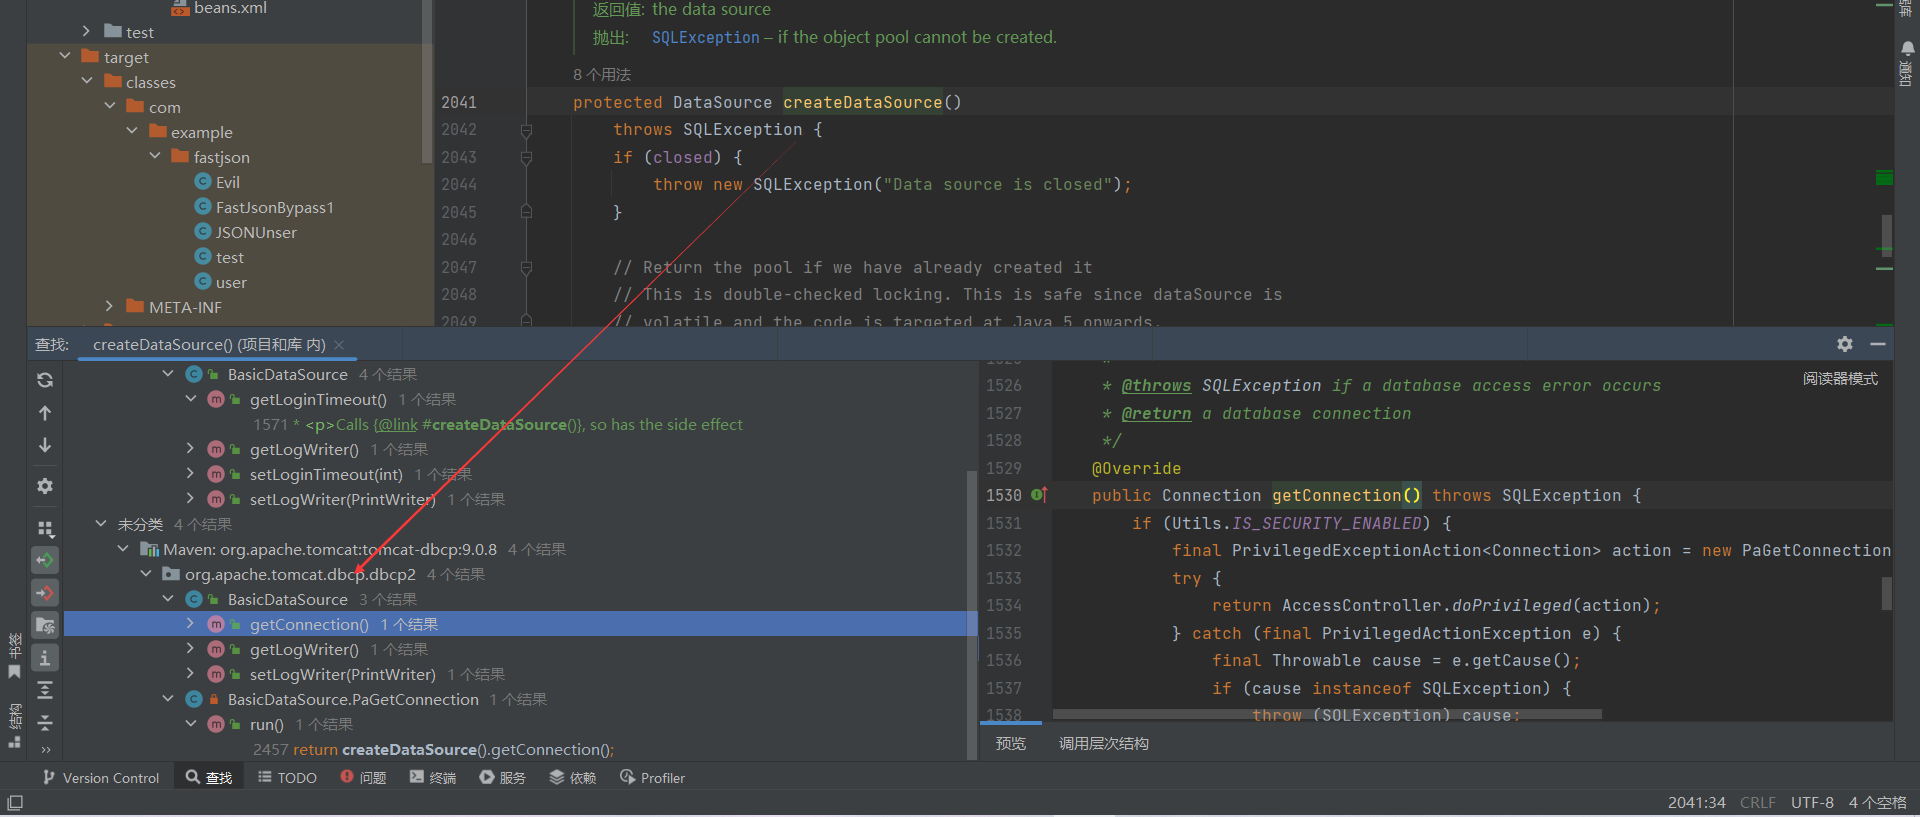 beans.xml
test
target
classes
com
example
fastjson
Evil
FastJsonBypass1
JSONUnser
test
user
META-INF
返回值: the data source
抛出: SQLException – if the object pool cannot be created.
8 个用法
2041 protected DataSource createDataSource()
2042 throws SQLException {
2043 if (closed) {
2044 throw new SQLException("Data source is closed");
2045 }
2046
2047 // Return the pool if we have already created it
2048 // This is double-checked locking. This is safe since dataSource is
2049 // volatile and the code is targeted at Java 5 onwards.
通知
查找: createDataSource() (项目和库 内)
BasicDataSource 4 个结果
getLoginTimeout() 1 个结果
1571 * <p>Calls {@link #createDataSource()}, so has the side effect
getLogWriter() 1 个结果
setLoginTimeout(int) 1 个结果
setLogWriter(PrintWriter) 1 个结果
未分类 4 个结果
Maven: org.apache.tomcat:tomcat-dbcp:9.0.8 4 个结果
org.apache.tomcat.dbcp.dbcp2 4 个结果
BasicDataSource 3 个结果
getConnection() 1 个结果
getLogWriter() 1 个结果
setLogWriter(PrintWriter) 1 个结果
BasicDataSource.PaGetConnection 1 个结果
run() 1 个结果
2457 return createDataSource().getConnection();
书签
结构
阅读器模式
1526 * @throws SQLException if a database access error occurs
1527 * @return a database connection
1528 */
1529 @Override
1530 public Connection getConnection() throws SQLException {
1531 if (Utils.IS_SECURITY_ENABLED) {
1532 final PrivilegedExceptionAction<Connection> action = new PaGetConnection
1533 try {
1534 return AccessController.doPrivileged(action);
1535 } catch (final PrivilegedActionException e) {
1536 final Throwable cause = e.getCause();
1537 if (cause instanceof SQLException) {
1538 throw (SQLException) cause;
预览 调用层次结构
Version Control 查找 TODO 问题 终端 服务 依赖 Profiler
2041:34 CRLF UTF-8 4 个空格